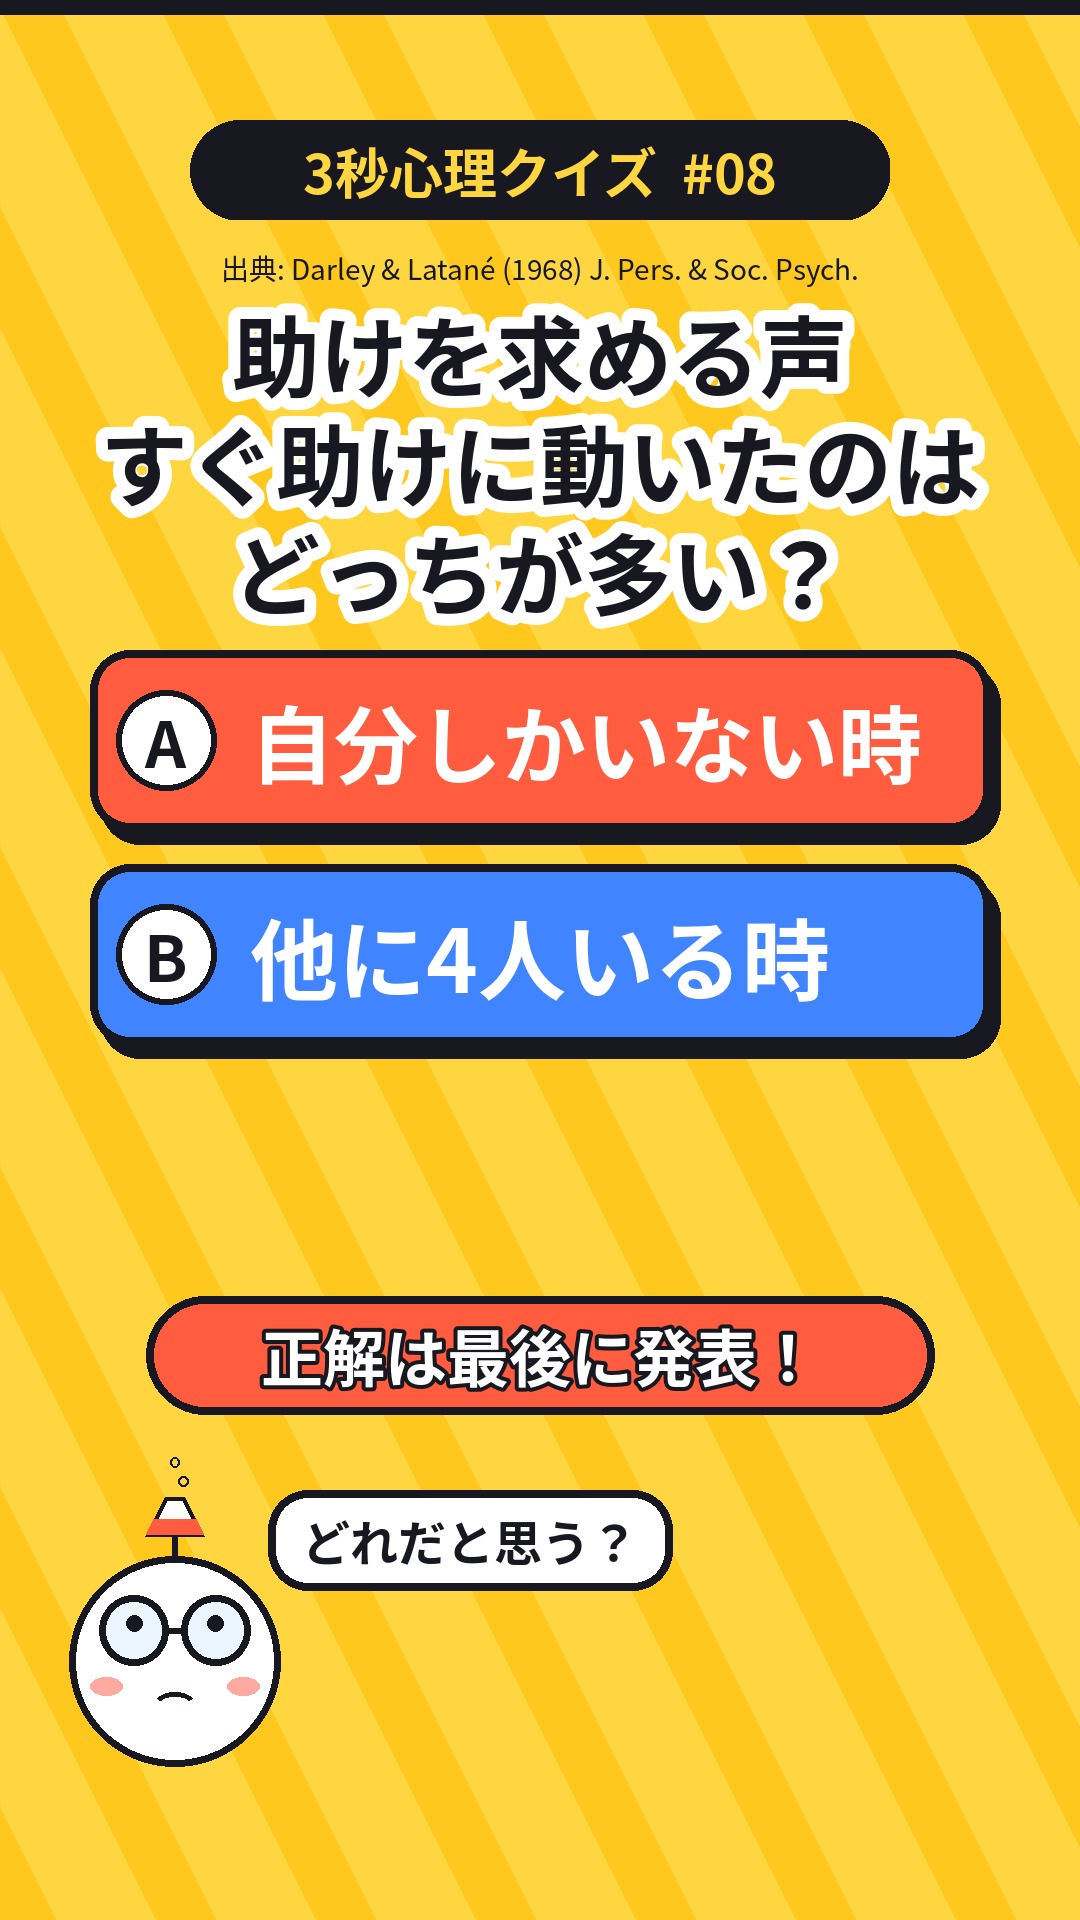 3秒心理クイズ #08
出典: Darley & Latané (1968) J. Pers. & Soc. Psych.
助けを求める声
すぐ助けに動いたのは
どっちが多い？
A 自分しかいない時
B 他に4人いる時
正解は最後に発表！
どれだと思う？